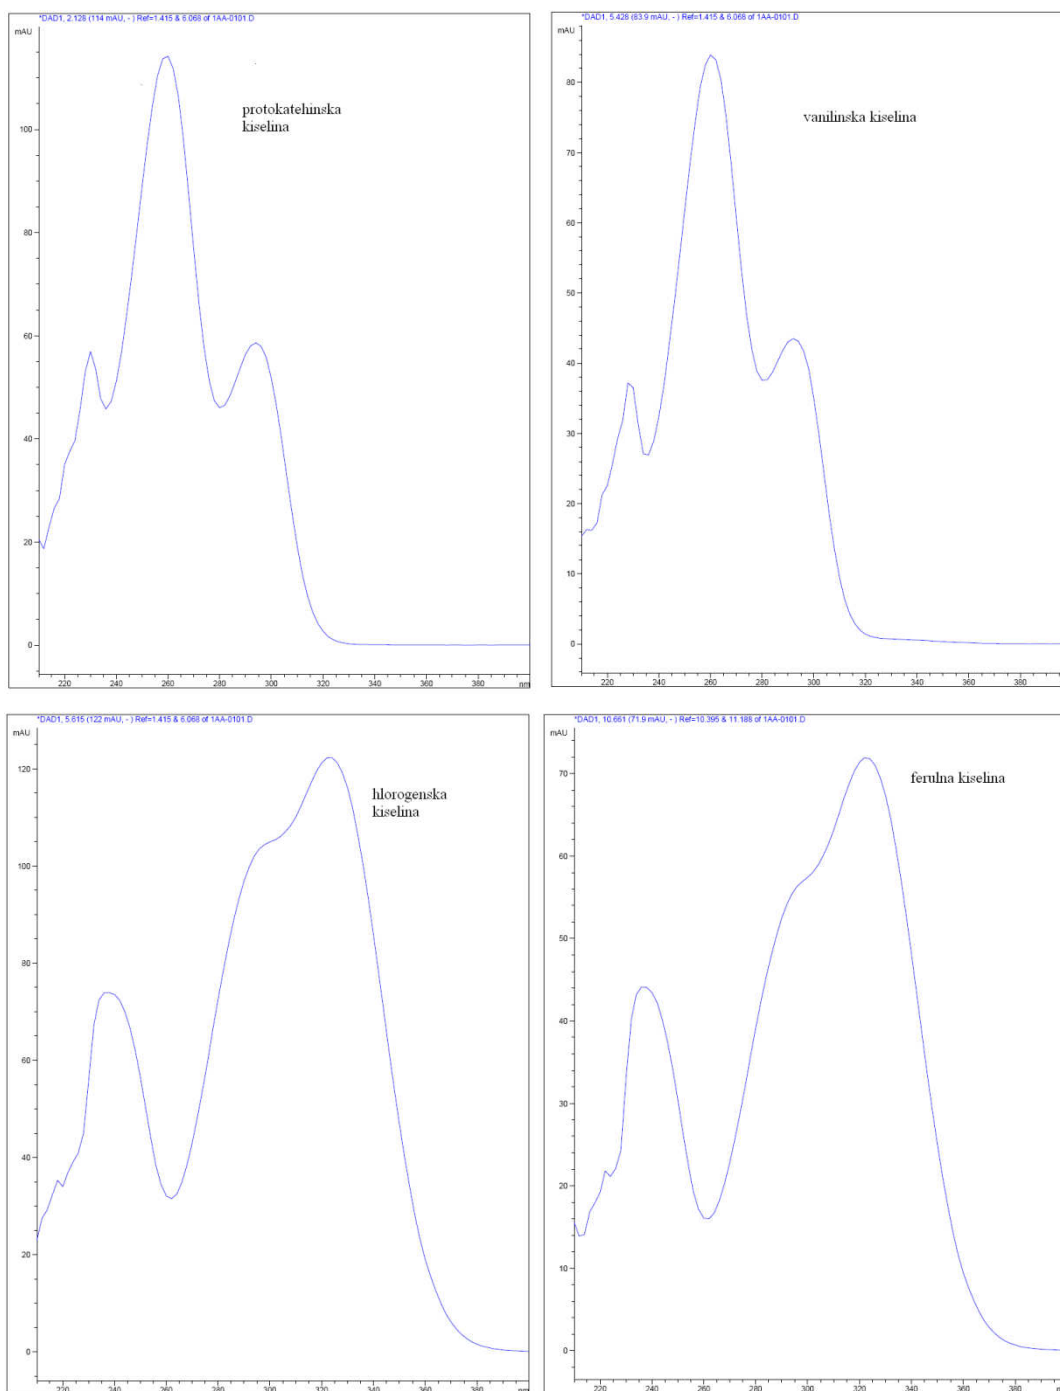 *DAD1, 2.128 (114 mAU, - ) Ref=1.415 & 6.068 of 1AA-0101.D
mAU
protokatehinska
kiselina
100
80
60
40
20
0
220 240 260 280 300 320 340 360 380 nm
*DAD1, 5.428 (83.9 mAU, - ) Ref=1.415 & 6.068 of 1AA-0101.D
mAU
vanilinska kiselina
80
70
60
50
40
30
20
10
0
220 240 260 280 300 320 340 360 380
*DAD1, 5.615 (122 mAU, - ) Ref=1.415 & 6.068 of 1AA-0101.D
mAU
hlorogenska
kiselina
120
100
80
60
40
20
0
220 240 260 280 300 320 340 360 380 nm
*DAD1, 10.661 (71.9 mAU, - ) Ref=10.395 & 11.188 of 1AA-0101.D
mAU
ferulna kiselina
70
60
50
40
30
20
10
0
220 240 260 280 300 320 340 360 380